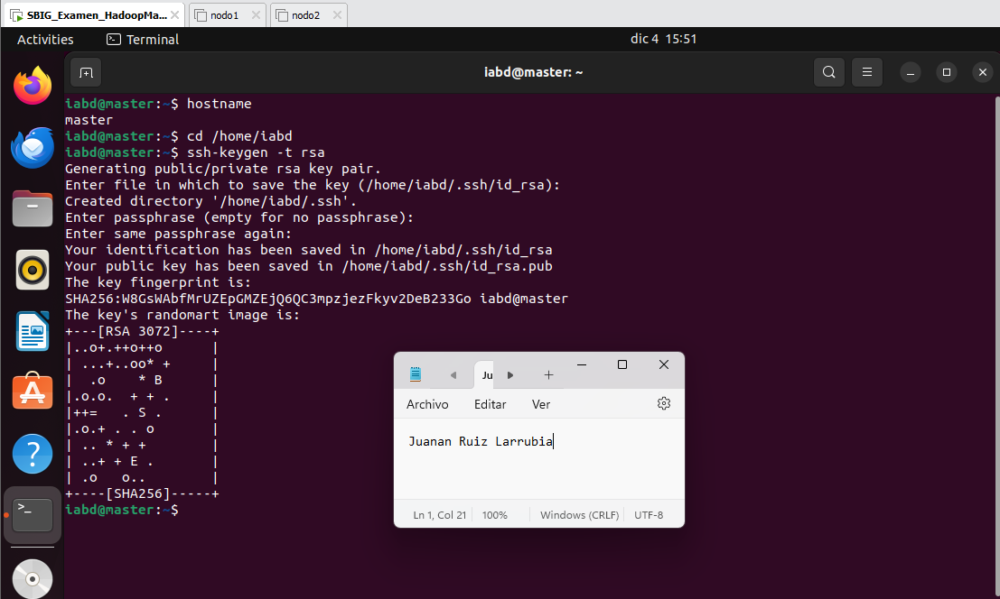 SBIG_Examen_HadoopMa... nodo1 nodo2
Activities Terminal dic 4 15:51
iabd@master: ~
iabd@master:~$ hostname
master
iabd@master:~$ cd /home/iabd
iabd@master:~$ ssh-keygen -t rsa
Generating public/private rsa key pair.
Enter file in which to save the key (/home/iabd/.ssh/id_rsa):
Created directory '/home/iabd/.ssh'.
Enter passphrase (empty for no passphrase):
Enter same passphrase again:
Your identification has been saved in /home/iabd/.ssh/id_rsa
Your public key has been saved in /home/iabd/.ssh/id_rsa.pub
The key fingerprint is:
SHA256:W8GsWAbfMrUZEpGMZEjQ6QC3mpzjezFkyv2DeB233Go iabd@master
The key's randomart image is:
+---[RSA 3072]----+
|..o+.++o++o      |
| ...+..oo* +     |
|  .o    * B      |
|.o.o.  + + .     |
|++=   . S .      |
|.o.+ . . o       |
| .. * + +        |
| ..+ + E .       |
| .o   o..        |
+----[SHA256]-----+
iabd@master:~$
Ju
Archivo Editar Ver
Juanan Ruiz Larrubia
Ln 1, Col 21 100% Windows (CRLF) UTF-8